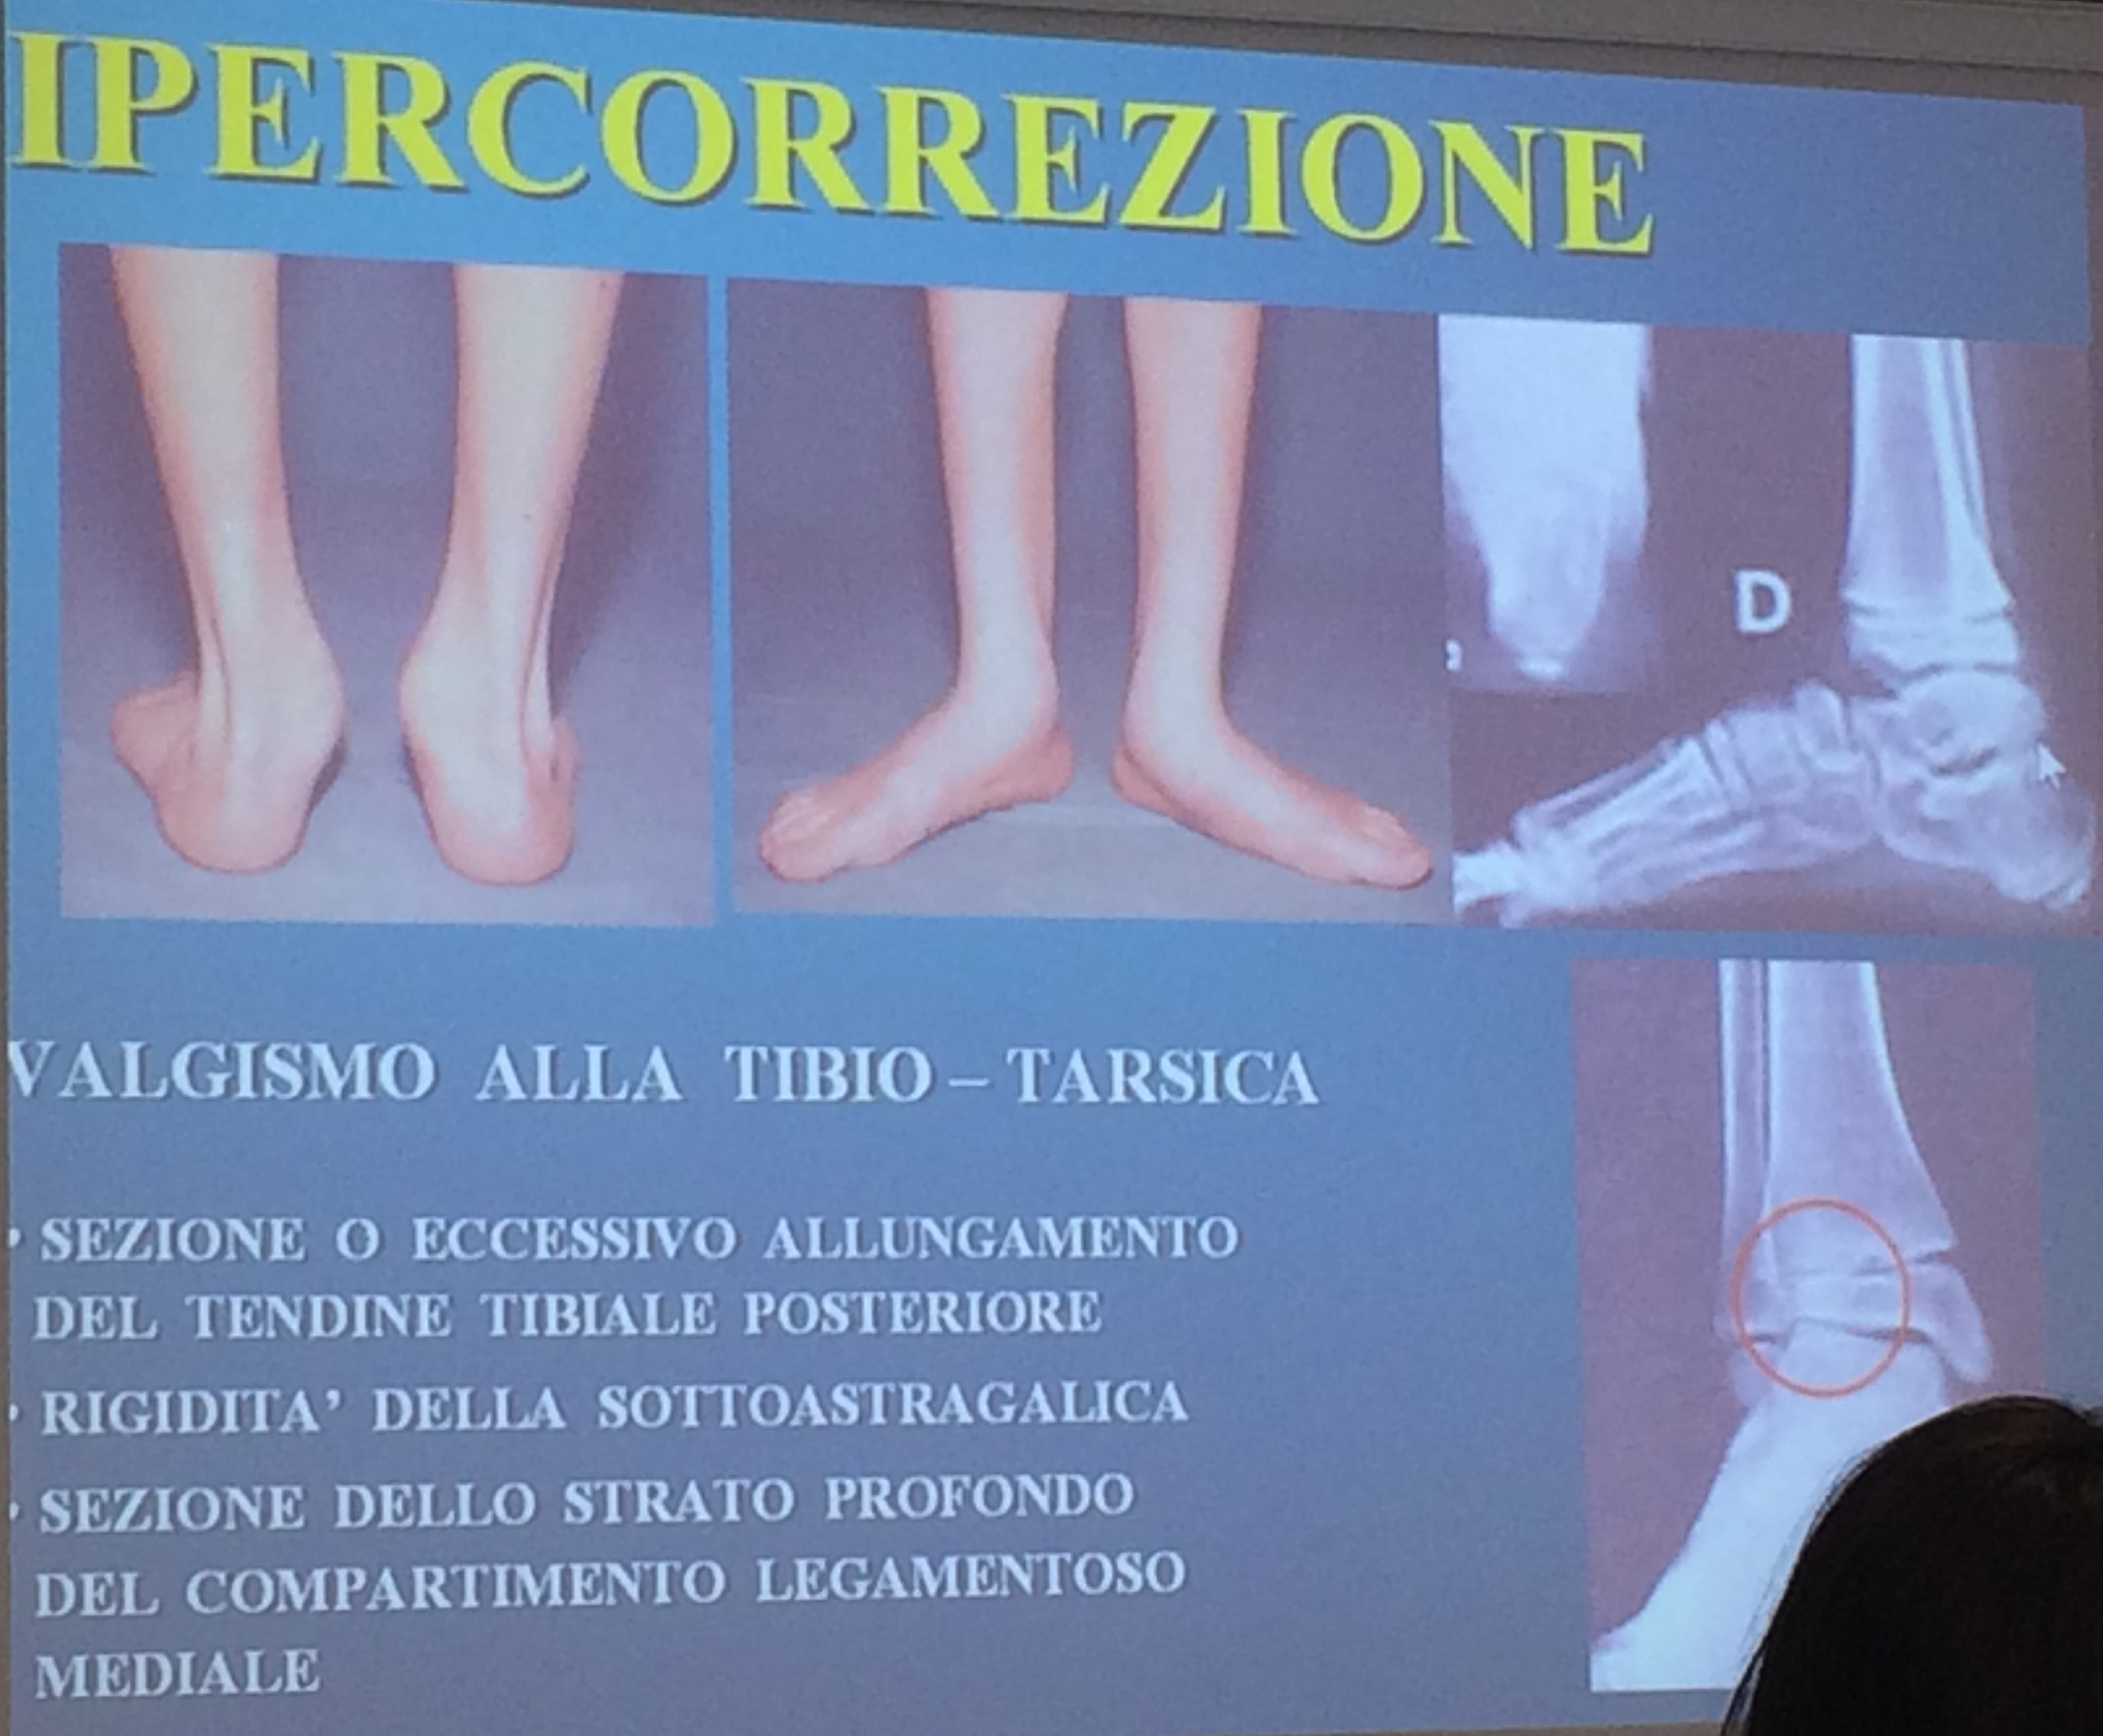 IPERCORREZIONE
D
VALGISMO ALLA TIBIO – TARSICA
• SEZIONE O ECCESSIVO ALLUNGAMENTO
DEL TENDINE TIBIALE POSTERIORE
• RIGIDITA’ DELLA SOTTOASTRAGALICA
• SEZIONE DELLO STRATO PROFONDO
DEL COMPARTIMENTO LEGAMENTOSO
MEDIALE